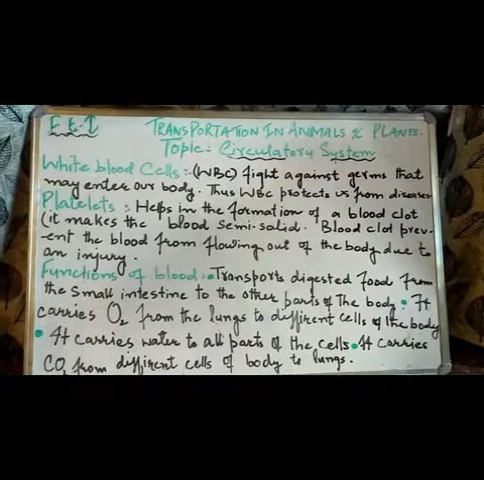 TRANSPORTATION IN ANIMALS & PLANTS.
Topic:- Circulatory System
White blood Cells:- (WBC) fight against germs that
may enter our body. Thus WBC protects us from diseases
Platelets :- Helps in the formation of a blood clot
(it makes the blood semi-solid. Blood clot prev-
-ent the blood from flowing out of the body due to
an injury.
Functions of blood:- Transports digested food from
the small intestine to the other parts of the body • It
carries O2 from the lungs to diffirent cells of the body
• It carries water to all parts of the cells • It carries
CO2 from diffirent cells of body to lungs.